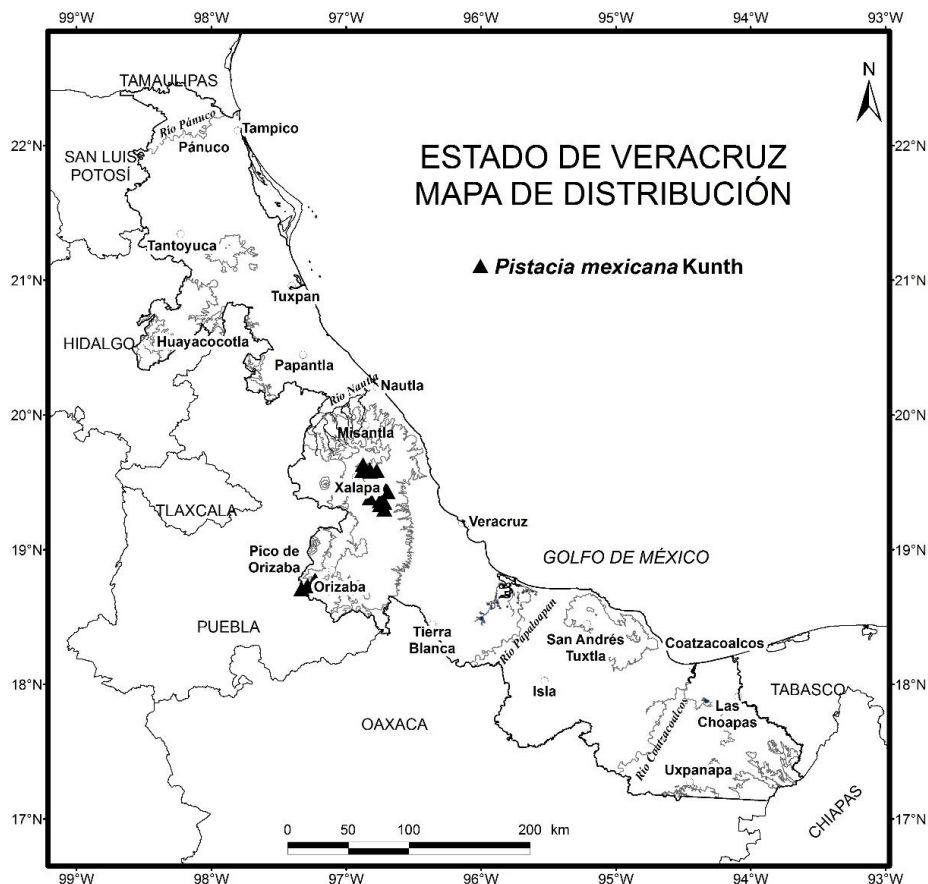 99°W 98°W 97°W 96°W 95°W 94°W 93°W
N
TAMAULIPAS
Río Pánuco
Tampico
22°N
Pánuco
22°N
SAN LUIS
POTOSÍ
ESTADO DE VERACRUZ
MAPA DE DISTRIBUCIÓN
Tantoyuca
Pistacia mexicana Kunth
21°N
21°N
Tuxpan
HIDALGO
Huayacocotla
Papantla
Río Nautla
Nautla
20°N
20°N
Misantla
Xalapa
TLAXCALA
Veracruz
19°N
Pico de
Orizaba
GOLFO DE MÉXICO
19°N
Orizaba
PUEBLA
Tierra
Blanca
Río Papaloapan
San Andrés
Tuxtla
Coatzacoalcos
18°N
Isla
TABASCO
18°N
OAXACA
Las
Choapas
Río Coatzacoalcos
Uxpanapa
17°N
CHIAPAS
17°N
0 50 100 200 km
99°W 98°W 97°W 96°W 95°W 94°W 93°W